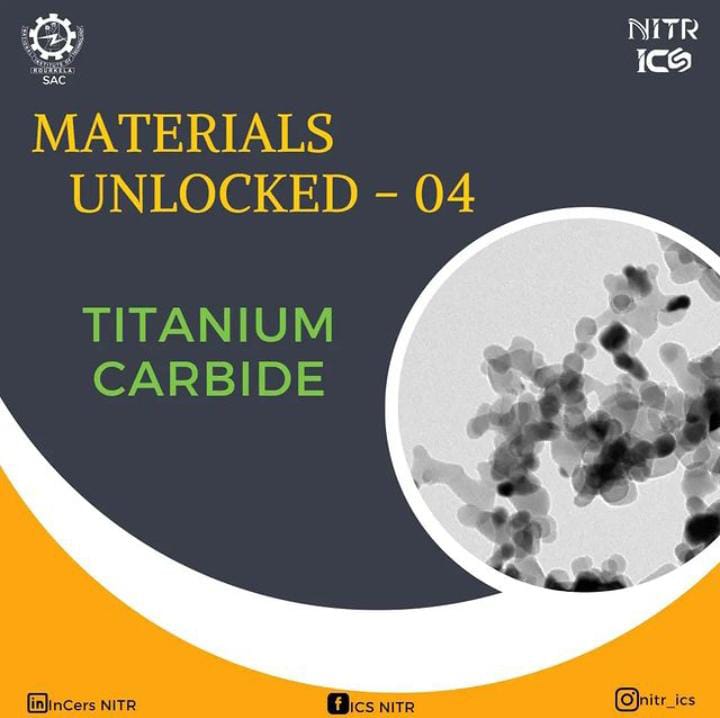 NATIONAL INSTITUTE OF TECHNOLOGY
ROURKELA
SAC
NITR
ICS
MATERIALS
UNLOCKED - 04
TITANIUM
CARBIDE
InCers NITR
ICS NITR
nitr_ics